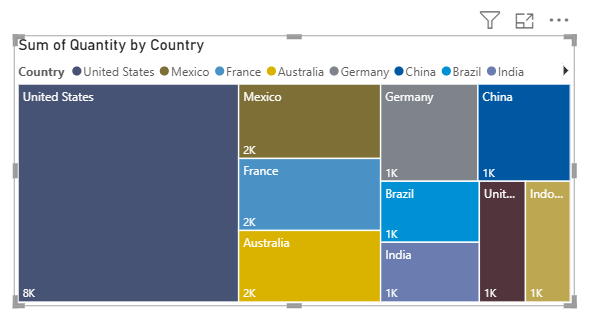 Sum of Quantity by Country
Country United States Mexico France Australia Germany China Brazil India
United States
8K
Mexico
2K
France
2K
Australia
2K
Germany
1K
China
1K
Brazil
1K
India
1K
Unit...
1K
Indo...
1K